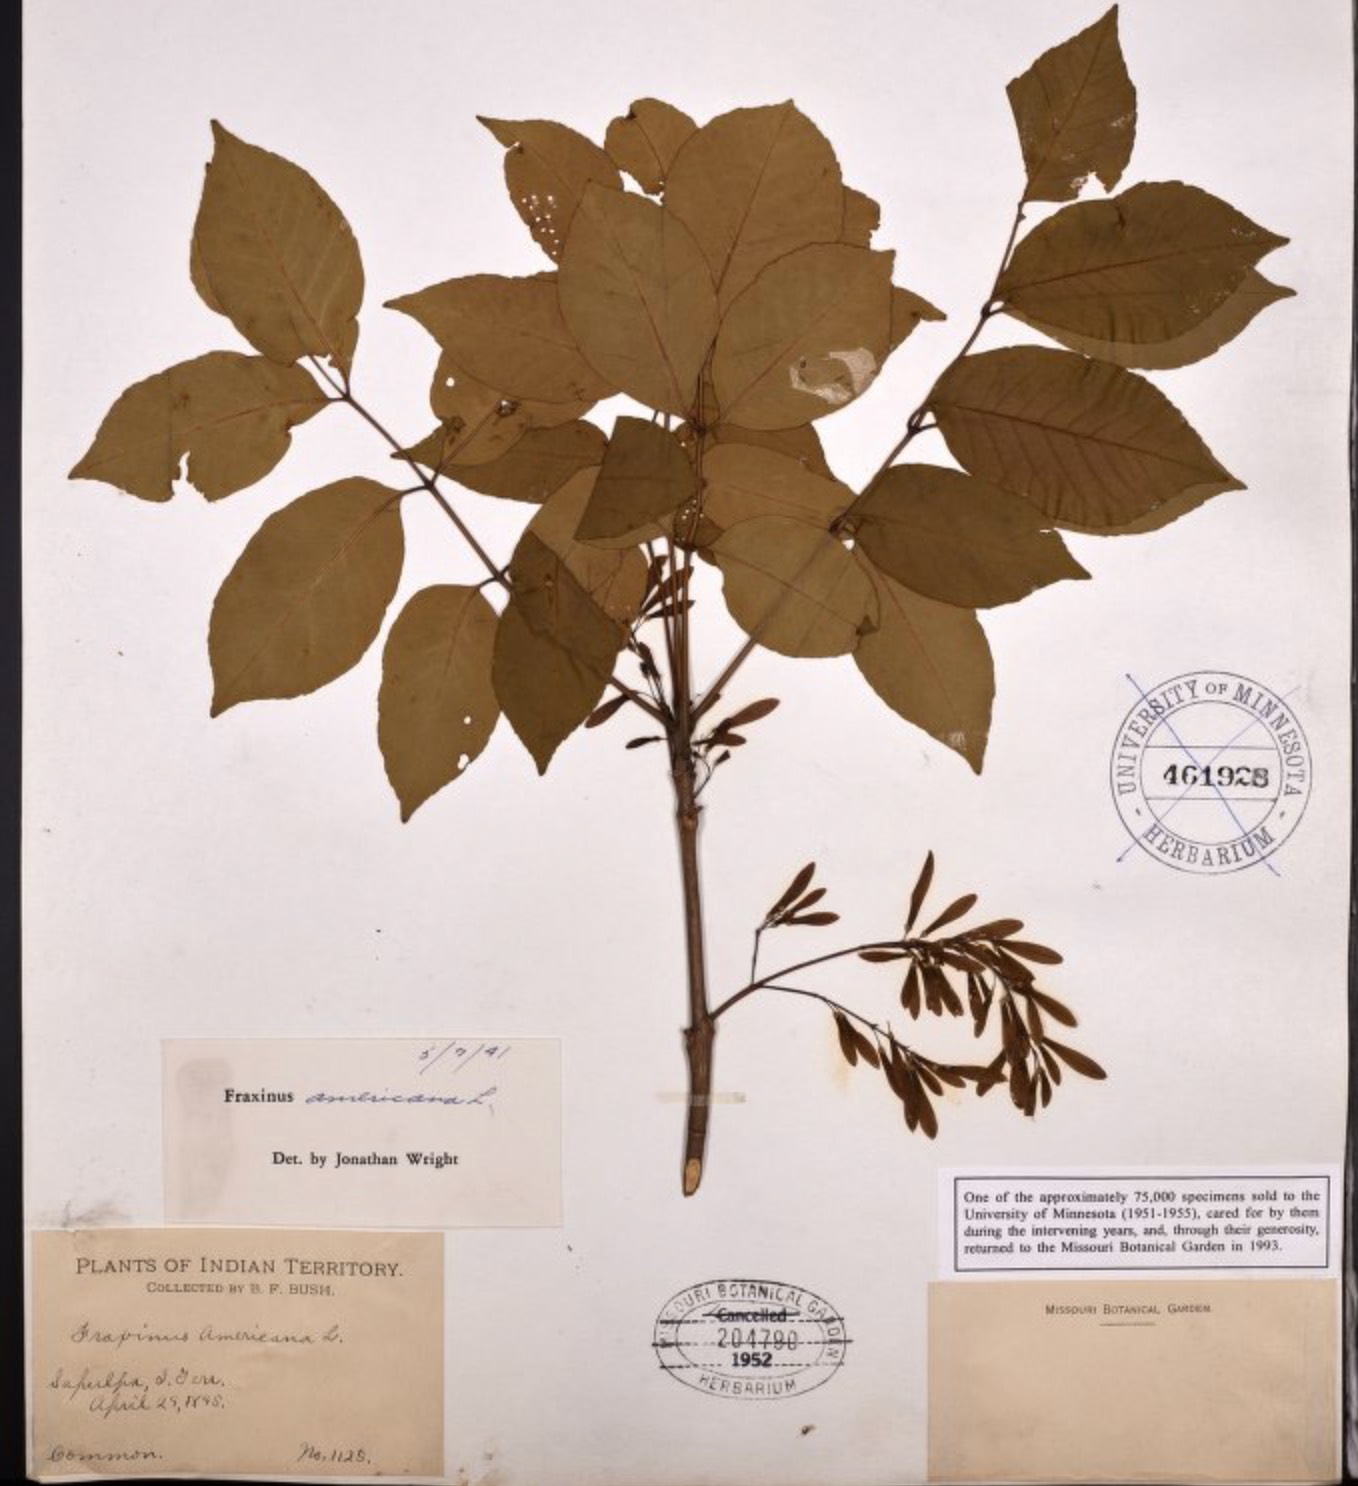 UNIVERSITY OF MINNESOTA
461928
- HERBARIUM -
5/7/41
Fraxinus americana L.
Det. by Jonathan Wright
One of the approximately 75,000 specimens sold to the
University of Minnesota (1951-1955), cared for by them
during the intervening years, and, through their generosity,
returned to the Missouri Botanical Garden in 1993.
PLANTS OF INDIAN TERRITORY.
COLLECTED BY B. F. BUSH.
Fraxinus Americana L.
Sapulpa, I. Terr.
April 29, 1895.
Common. No. 1125.
MISSOURI BOTANICAL GARDEN
Cancelled
204790
1952
HERBARIUM
MISSOURI BOTANICAL GARDEN.